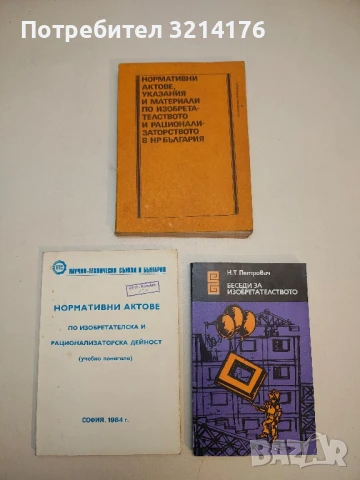 Потребител 3214176
НОРМАТИВНИ
АКТОВЕ,
УКАЗАНИЯ
И МАТЕРИАЛИ
ПО ИЗОБРЕТА-
ТЕЛСТВОТО
И РАЦИОНАЛИ-
ЗАТОРСТВОТО
В НР БЪЛГАРИЯ
НАУЧНО-ТЕХНИЧЕСКИ СЪЮЗИ В БЪЛГАРИЯ
НОРМАТИВНИ АКТОВЕ
ПО ИЗОБРЕТАТЕЛСКА И
РАЦИОНАЛИЗАТОРСКА ДЕЙНОСТ
(учебно помагало)
СОФИЯ, 1984 г.
Н.Т. Петрович
БЕСЕДИ ЗА
ИЗОБРЕТАТЕЛСТВОТО
BAZAR